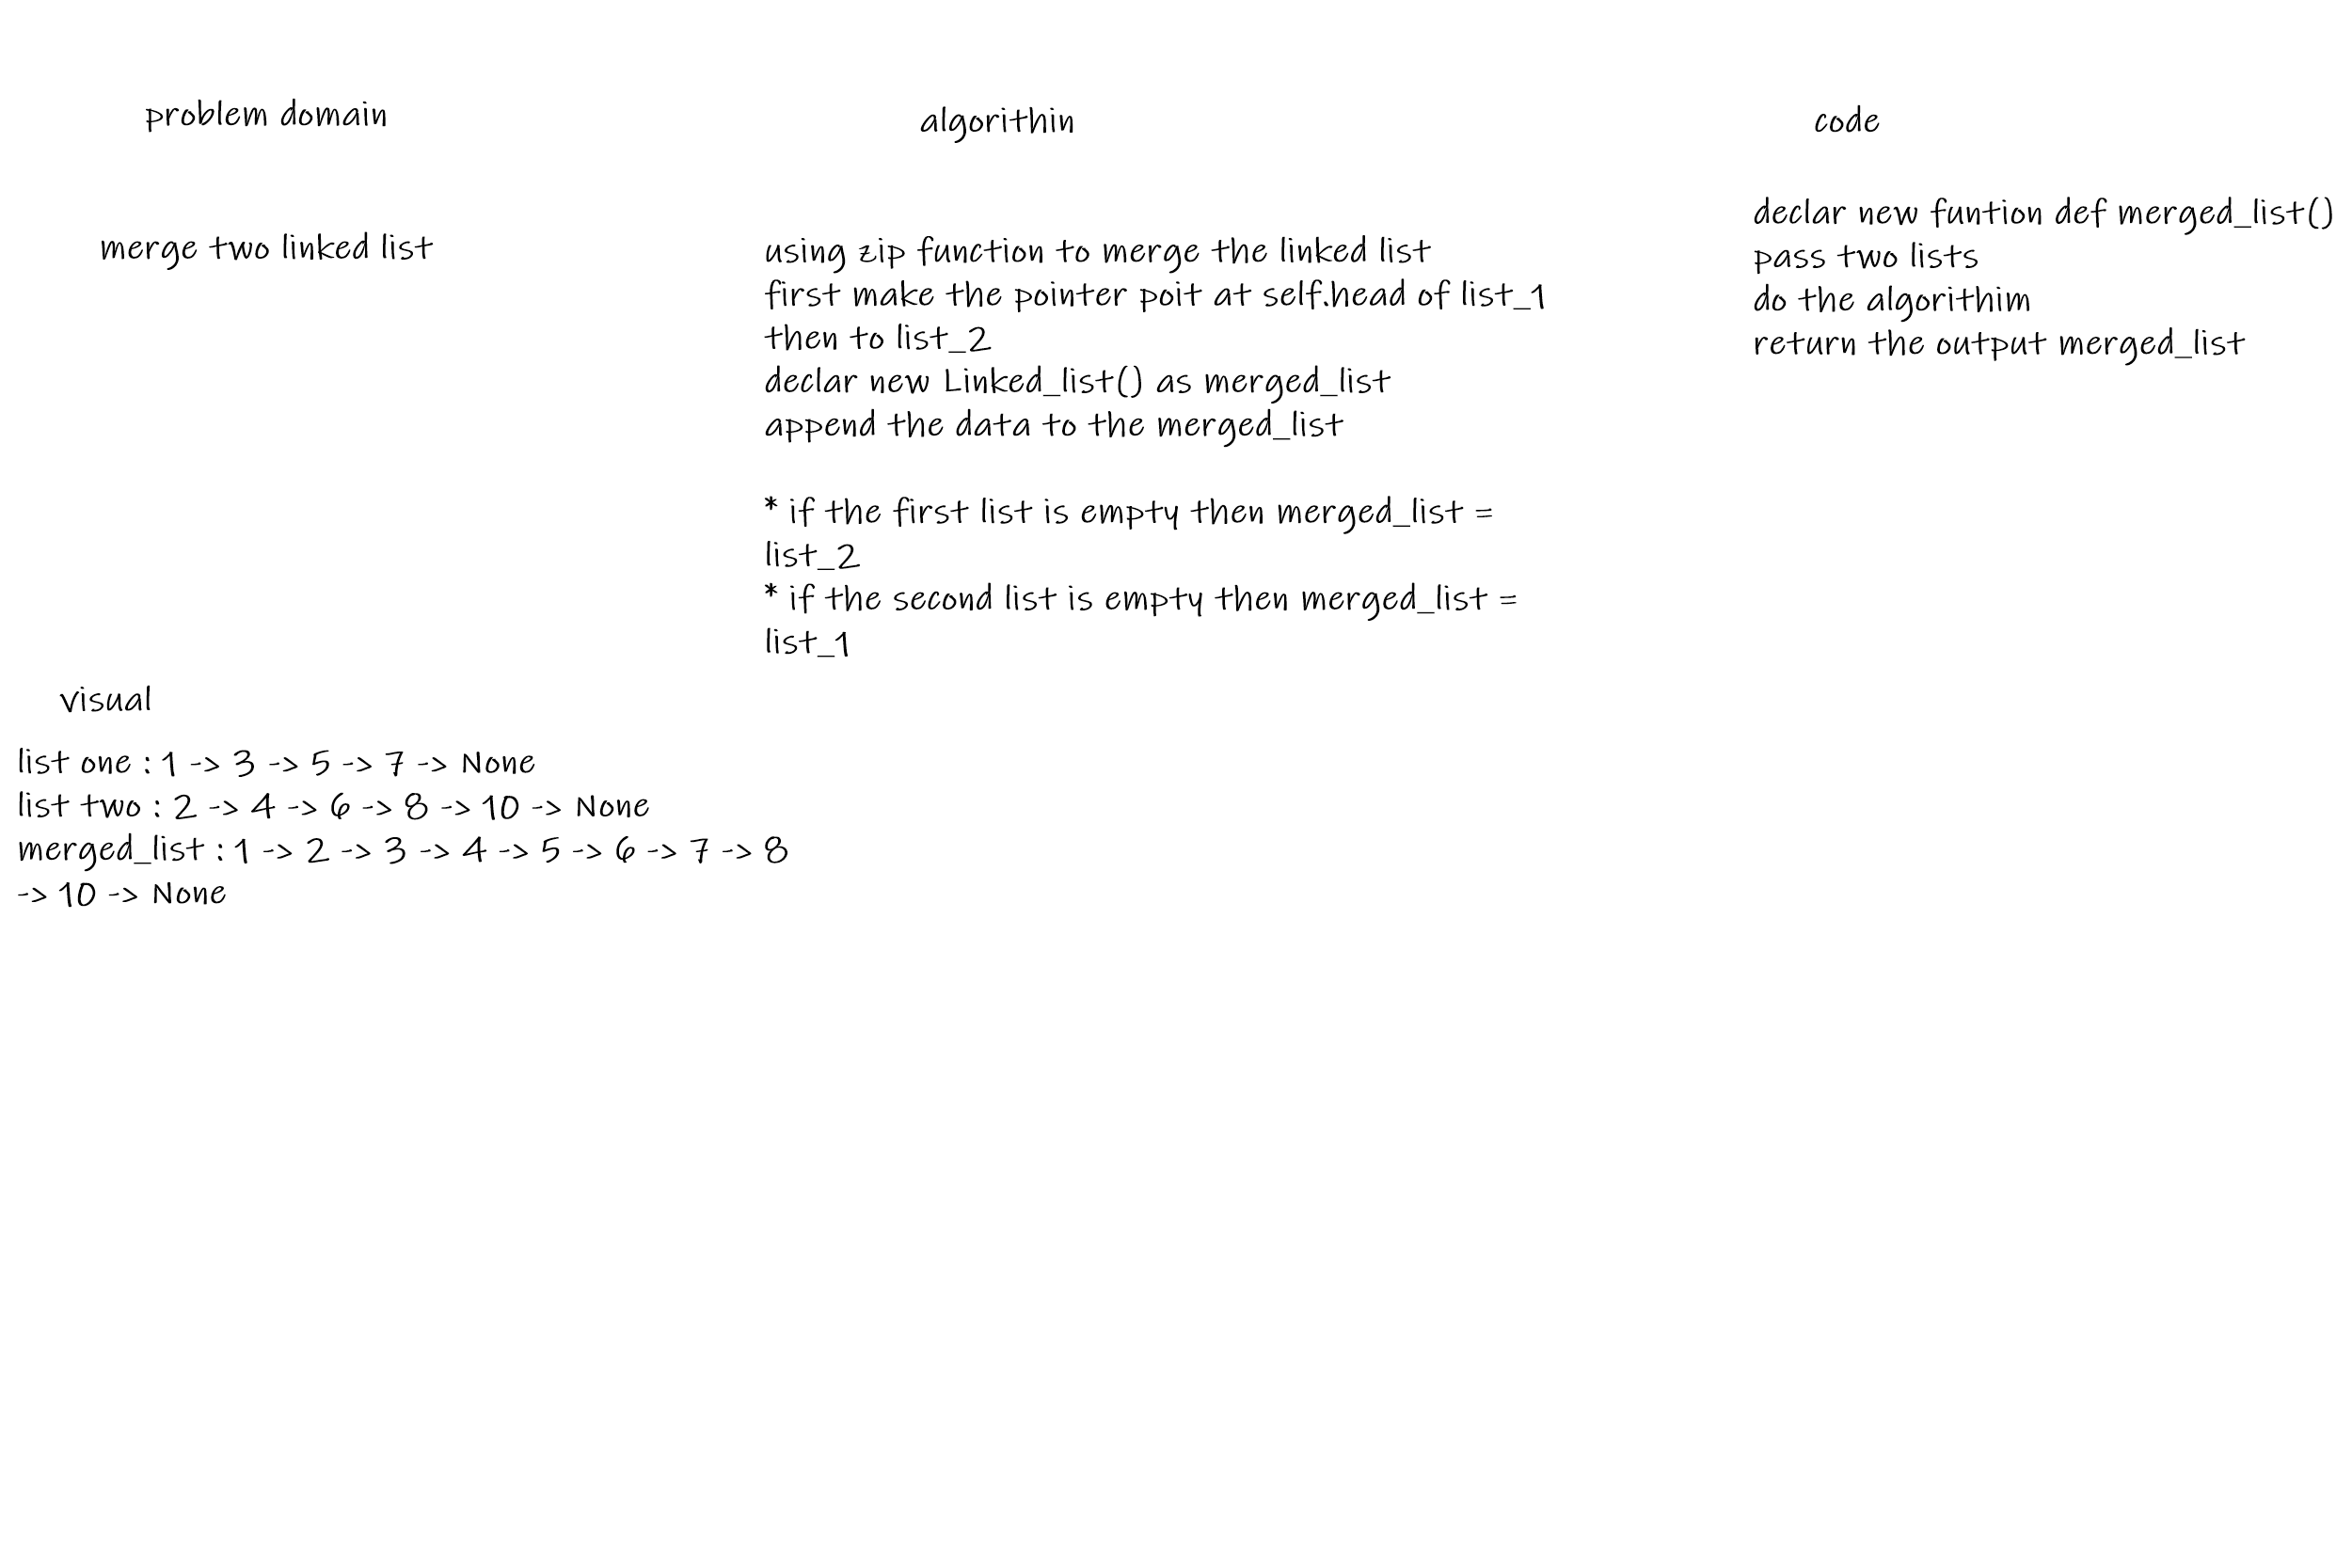 problem domain
merge two linked list
algorithin
using zip function to merge the linked list
first make the pointer poit at self.head of list_1
then to list_2
declar new Linked_list() as merged_list
append the data to the merged_list
* if the first list is empty then merged_list =
list_2
* if the second list is empty then merged_list =
list_1
code
declar new funtion def merged_list()
pass two lists
do the algorithim
return the output merged_list
visual
list one : 1 -> 3 -> 5 -> 7 -> None
list two : 2 -> 4 -> 6 -> 8 -> 10 -> None
merged_list : 1 -> 2 -> 3 -> 4 -> 5 -> 6 -> 7 -> 8
-> 10 -> None